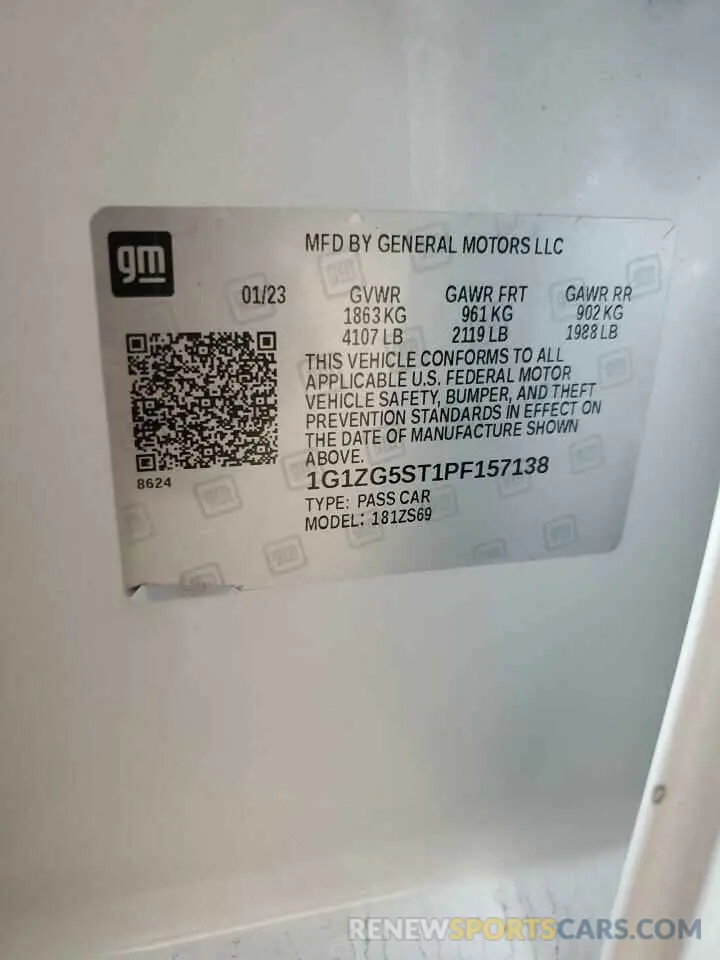 gm
MFD BY GENERAL MOTORS LLC
01/23 GVWR GAWR FRT GAWR RR
1863 KG 961 KG 902 KG
4107 LB 2119 LB 1988 LB
THIS VEHICLE CONFORMS TO ALL
APPLICABLE U.S. FEDERAL MOTOR
VEHICLE SAFETY, BUMPER, AND THEFT
PREVENTION STANDARDS IN EFFECT ON
THE DATE OF MANUFACTURE SHOWN
ABOVE.
8624
1G1ZG5ST1PF157138
TYPE: PASS CAR
MODEL: 181ZS69
RENEWSPORTSCARS.COM